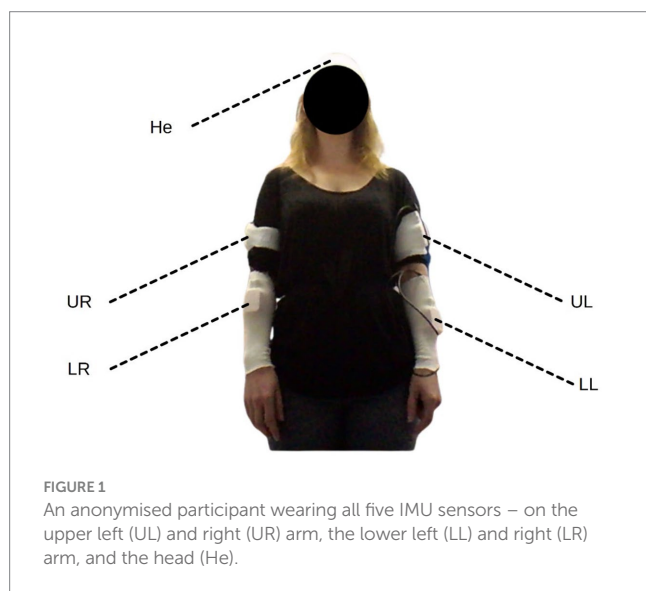 He
UR
UL
LR
LL
FIGURE 1
An anonymised participant wearing all five IMU sensors – on the
upper left (UL) and right (UR) arm, the lower left (LL) and right (LR)
arm, and the head (He).